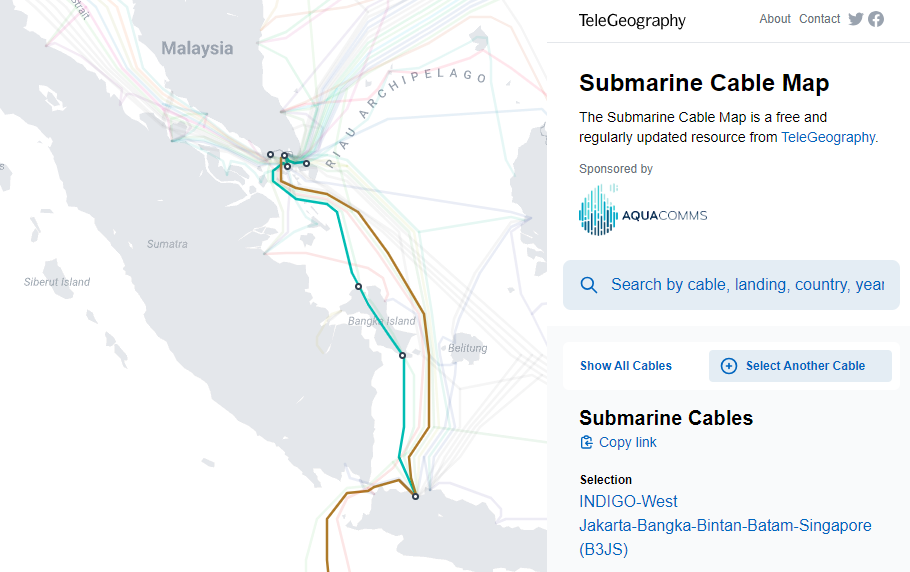 Strait
Malaysia
RIAU ARCHIPELAGO
Sumatra
Siberut Island
Bangka Island
Belitung
TeleGeography
About Contact
Submarine Cable Map
The Submarine Cable Map is a free and
regularly updated resource from TeleGeography.
Sponsored by
AQUACOMMS
Search by cable, landing, country, year
Show All Cables
Select Another Cable
Submarine Cables
Copy link
Selection
INDIGO-West
Jakarta-Bangka-Bintan-Batam-Singapore
(B3JS)